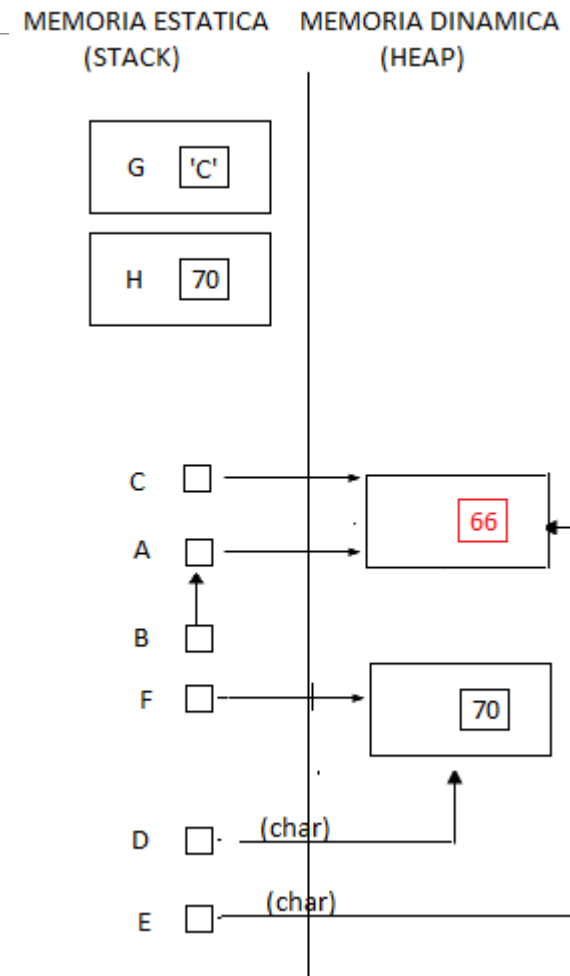 MEMORIA ESTATICA MEMORIA DINAMICA
(STACK) (HEAP)
G 'C'
H 70
C
66
A
B
F
70
(char)
D
(char)
E